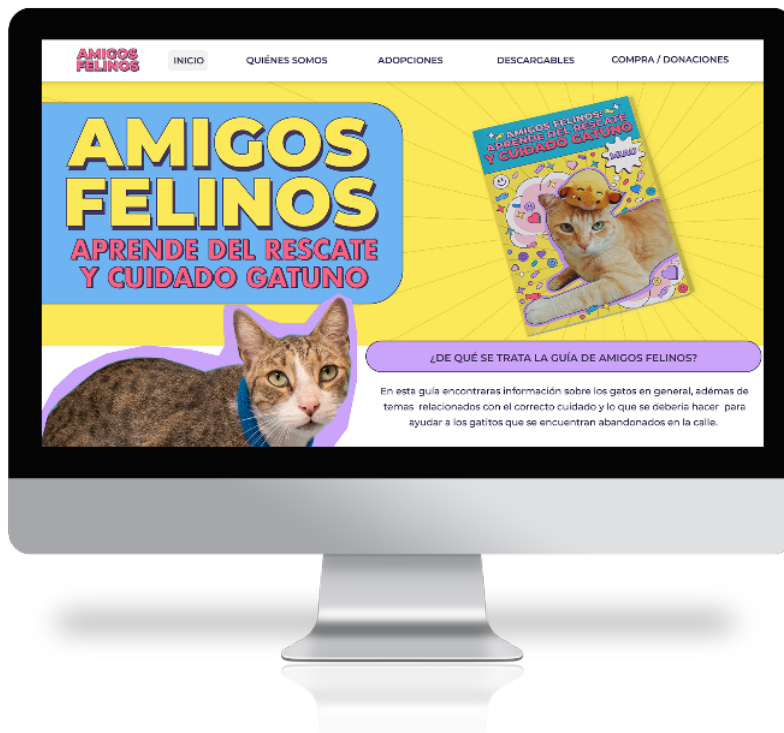 AMIGOS
FELINOS
INICIO
QUIÉNES SOMOS
ADOPCIONES
DESCARGABLES
COMPRA / DONACIONES
AMIGOS
FELINOS
APRENDE DEL RESCATE
Y CUIDADO GATUNO
AMIGOS FELINOS:
APRENDE DEL RESCATE
Y CUIDADO GATUNO
¿DE QUÉ SE TRATA LA GUÍA DE AMIGOS FELINOS?
En esta guía encontraras información sobre los gatos en general, adémas de
temas relacionados con el correcto cuidado y lo que se deberia hacer para
ayudar a los gatitos que se encuentran abandonados en la calle.